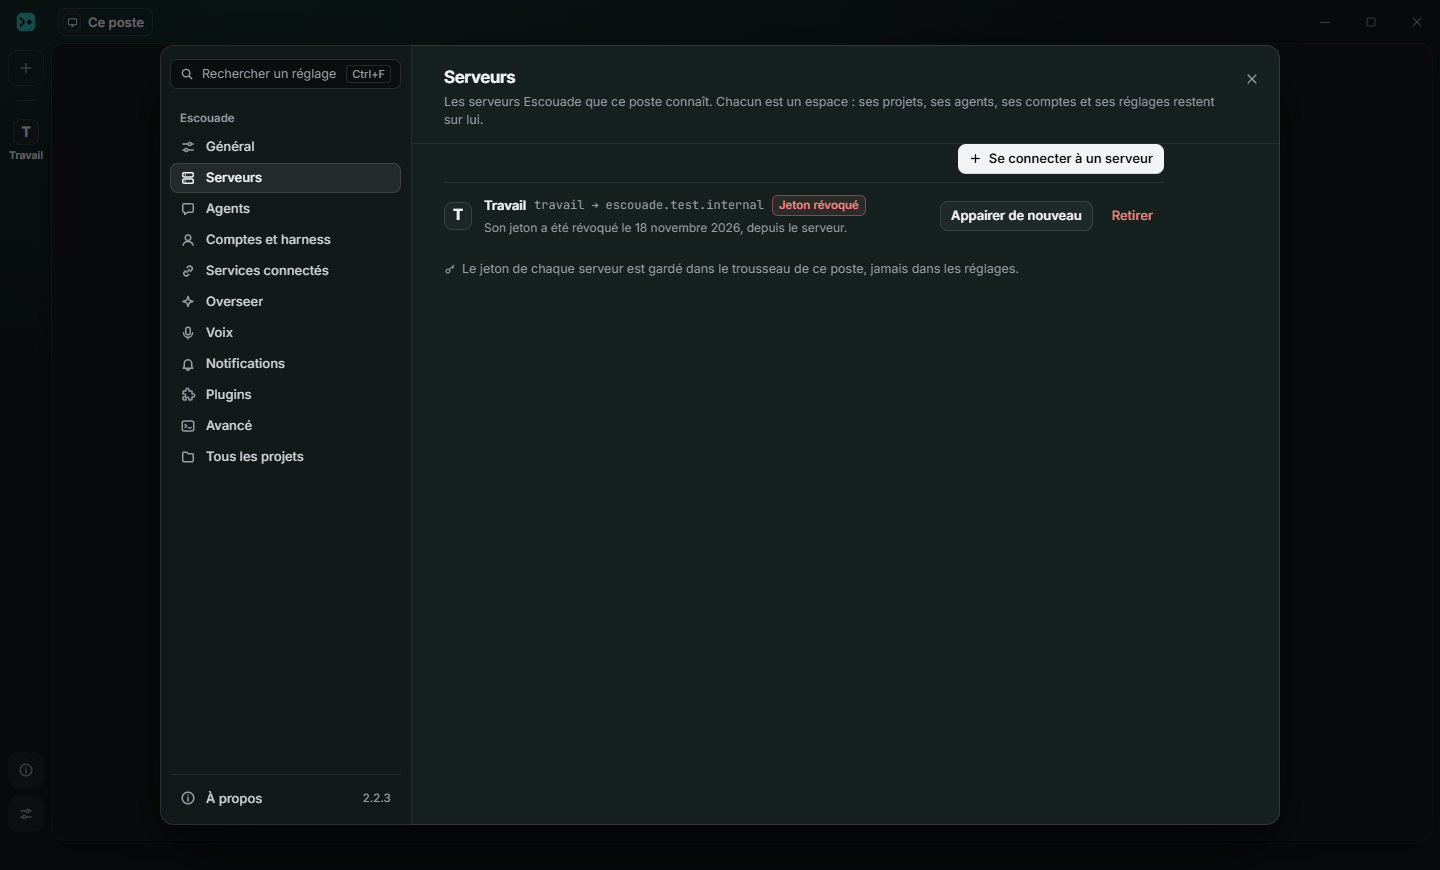 Ce poste
T
Travail
Rechercher un réglage Ctrl+F
Escouade
Général
Serveurs
Agents
Comptes et harness
Services connectés
Overseer
Voix
Notifications
Plugins
Avancé
Tous les projets
À propos 2.2.3
Serveurs
Les serveurs Escouade que ce poste connaît. Chacun est un espace : ses projets, ses agents, ses comptes et ses réglages restent
sur lui.
Se connecter à un serveur
T
Travail travail → escouade.test.internal Jeton révoqué
Son jeton a été révoqué le 18 novembre 2026, depuis le serveur.
Appairer de nouveau
Retirer
Le jeton de chaque serveur est gardé dans le trousseau de ce poste, jamais dans les réglages.